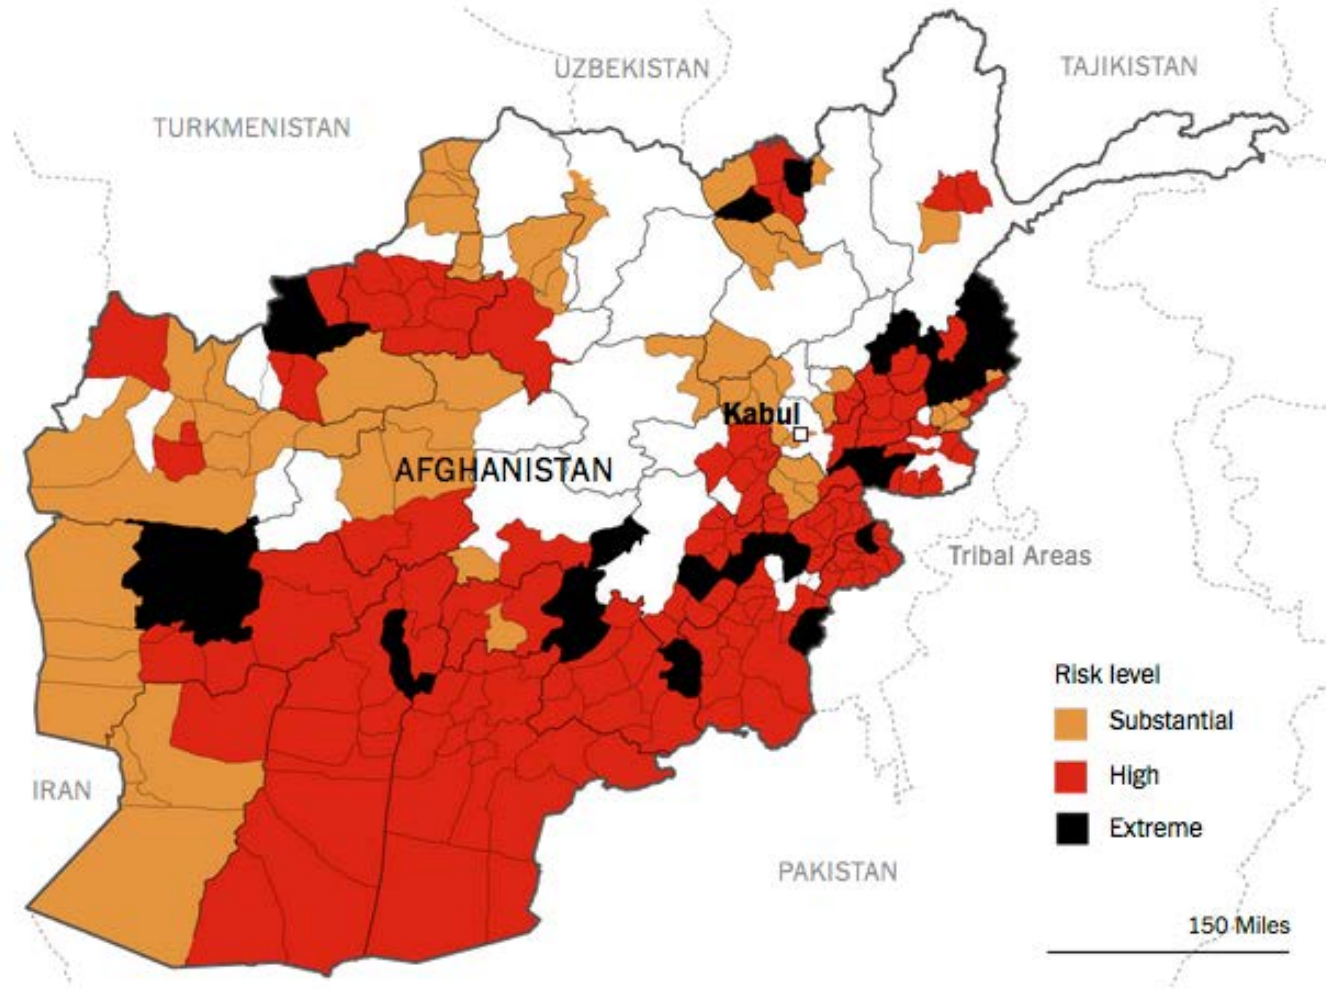 UZBEKISTAN
TAJIKISTAN
TURKMENISTAN
Kabul
AFGHANISTAN
Tribal Areas
Risk level
Substantial
High
Extreme
IRAN
PAKISTAN
150 Miles